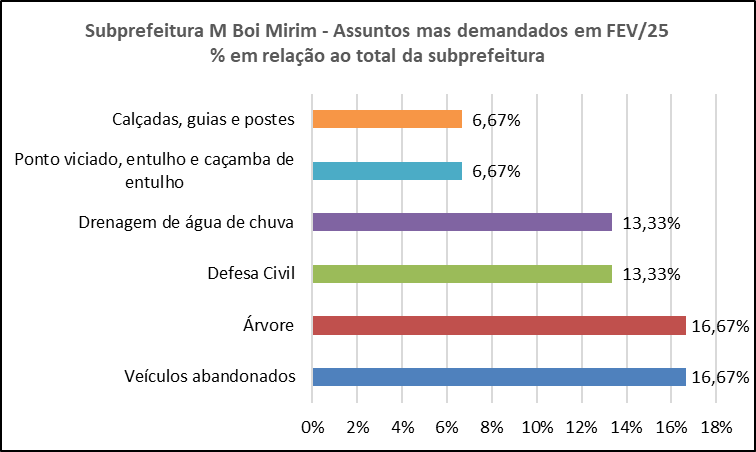 Subprefeitura M Boi Mirim - Assuntos mas demandados em FEV/25
% em relação ao total da subprefeitura
Calçadas, guias e postes
6,67%
Ponto viciado, entulho e caçamba de
entulho
6,67%
Drenagem de água de chuva
13,33%
Defesa Civil
13,33%
Árvore
16,67%
Veículos abandonados
16,67%
0% 2% 4% 6% 8% 10% 12% 14% 16% 18%